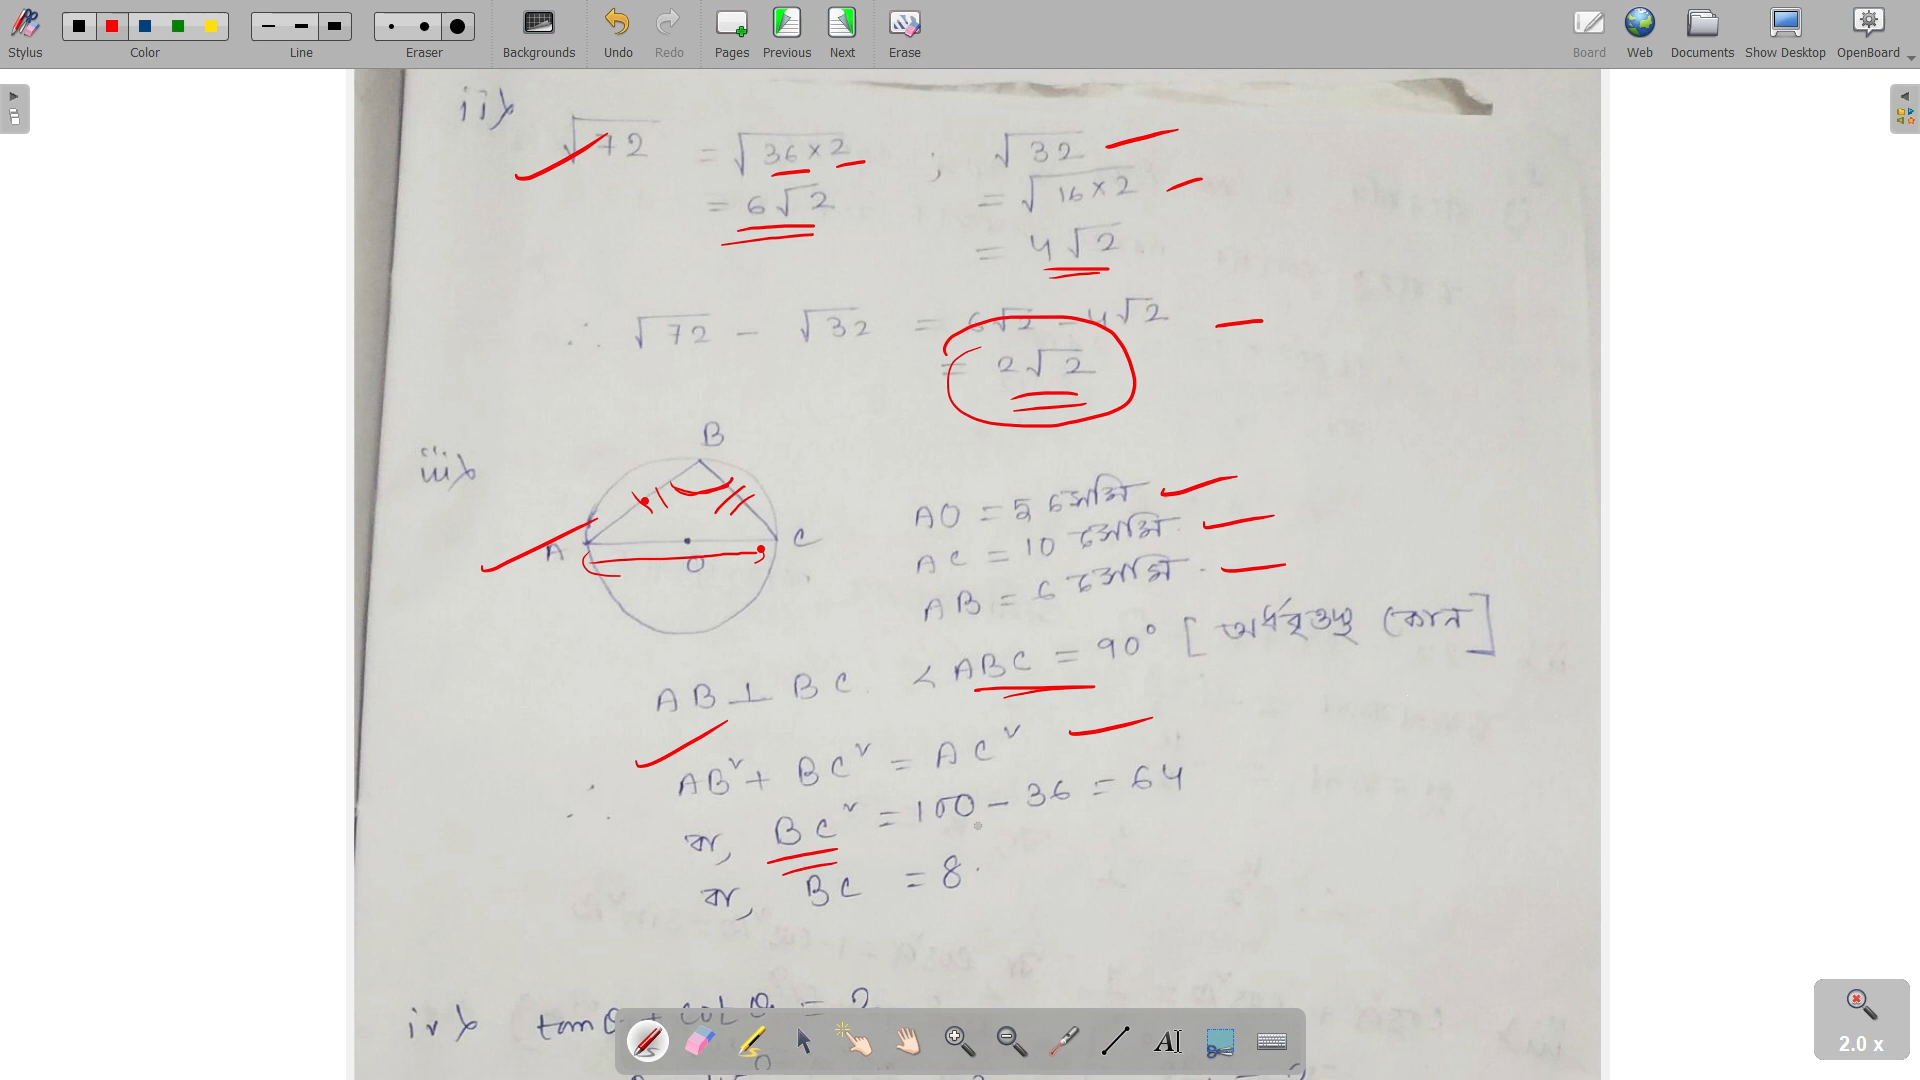 Stylus Color Line Eraser Backgrounds Undo Redo Pages Previous Next Erase Board Web Documents Show Desktop OpenBoard
ii>
√72 = √36×2 ; √32
= 6√2 = √16×2
= 4√2
∴ √72 - √32 = 6√2 - 4√2
= 2√2
iii>
B
A O C
AO = 5 সেমি
AC = 10 সেমি
AB = 6 সেমি
AB ⊥ BC < ABC = 90° [অর্ধবৃত্তস্থ কোন]
∴ AB² + BC² = AC²
বা, BC² = 100 - 36 = 64
বা, BC = 8
iv> tanθ + cotθ = 2
2.0 x